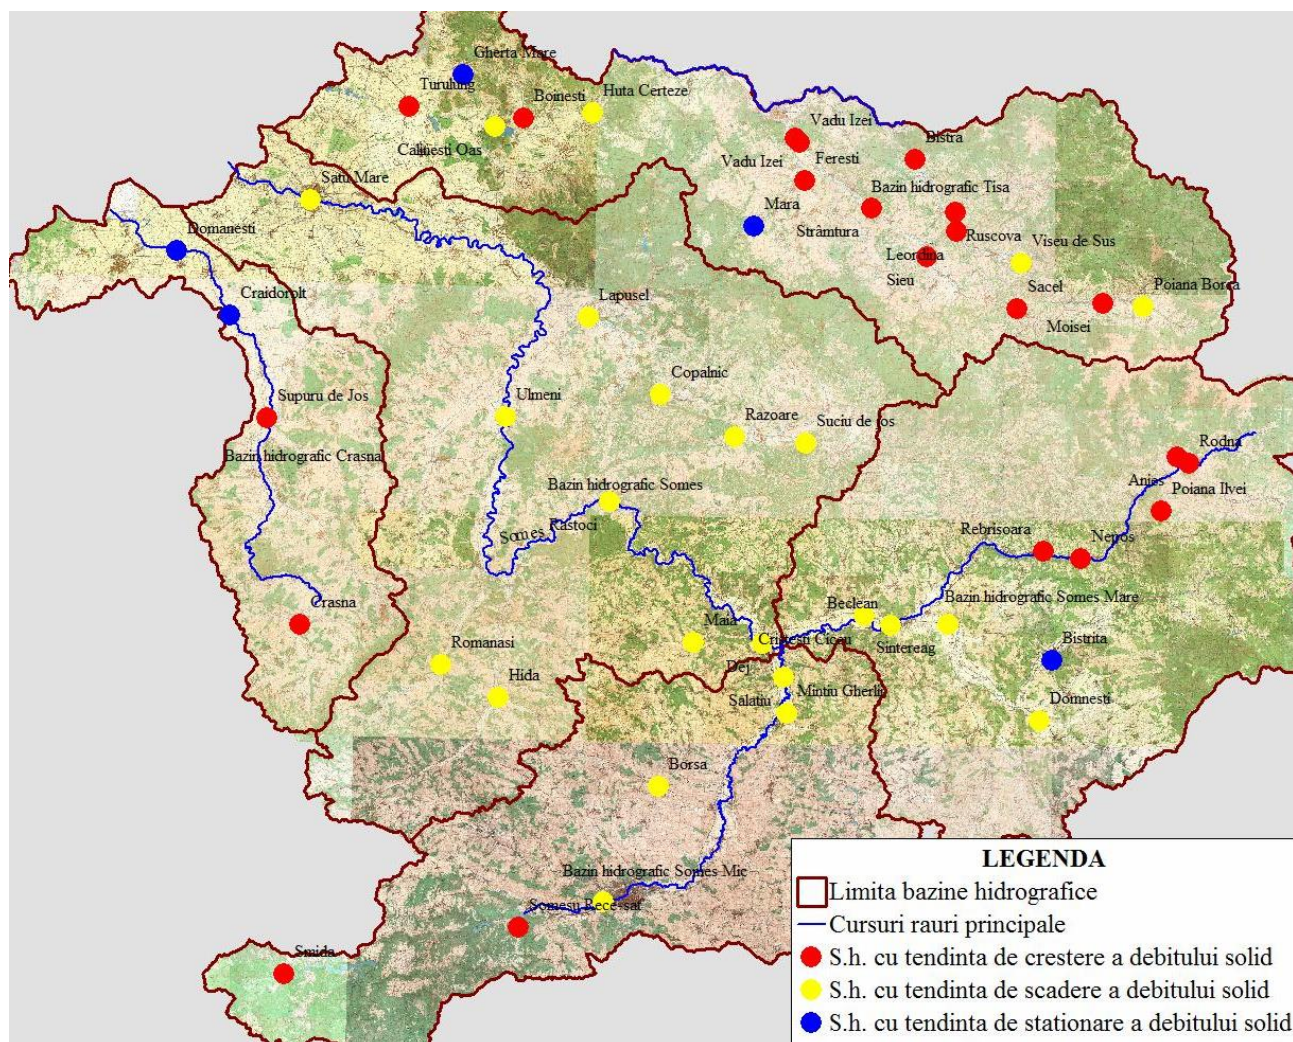 Gherta Mare
Turulung
Boinesti
Huta Certeze
Calinesti Oas
Satu Mare
Vadu Izei
Bistra
Vadu Izei
Feresti
Bazin hidrografic Tisa
Mara
Strâmtura
Ruscova
Viseu de Sus
Leordina
Sieu
Sacel
Poiana Borca
Moisei
Domanesti
Craidorolt
Lapusel
Supuru de Jos
Ulmeni
Copalnic
Razoare
Suciu de Jos
Bazin hidrografic Crasna
Rodna
Anies
Poiana Ilvei
Bazin hidrografic Somes
Somes
Rastoci
Rebrisoara
Nepos
Crasna
Bazin hidrografic Somes Mare
Beclean
Maia
Cristesti Ciceu
Sintereag
Bistrita
Romanasi
Hida
Dej
Mintiu Gherlii
Salatiu
Domnesti
Borsa
Bazin hidrografic Somes Mic
Somesu Rece-sat
Smida
LEGENDA
Limita bazine hidrografice
Cursuri rauri principale
S.h. cu tendinta de crestere a debitului solid
S.h. cu tendinta de scadere a debitului solid
S.h. cu tendinta de stationare a debitului solid